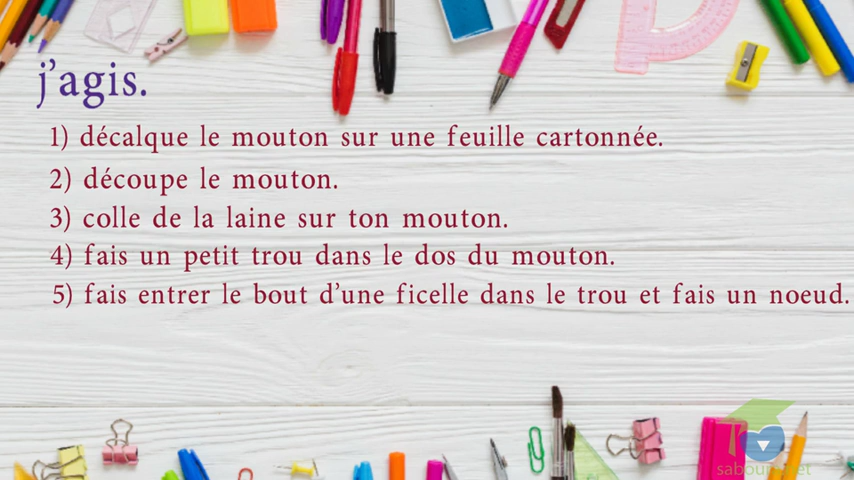 j'agis.
1) décalque le mouton sur une feuille cartonnée.
2) découpe le mouton.
3) colle de la laine sur ton mouton.
4) fais un petit trou dans le dos du mouton.
5) fais entrer le bout d'une ficelle dans le trou et fais un noeud.